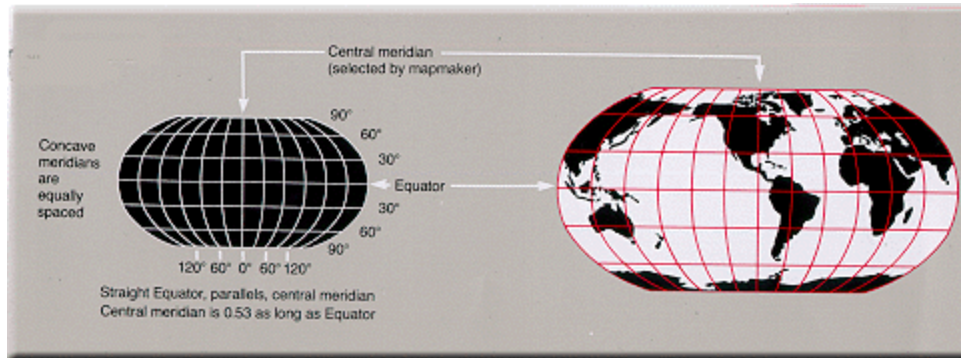 Central meridian
(selected by mapmaker)
90°
60°
30°
Concave
meridians
are
equally
spaced
Equator
30°
60°
90°
120° 60° 0° 60° 120°
Straight Equator, parallels, central meridian
Central meridian is 0.53 as long as Equator